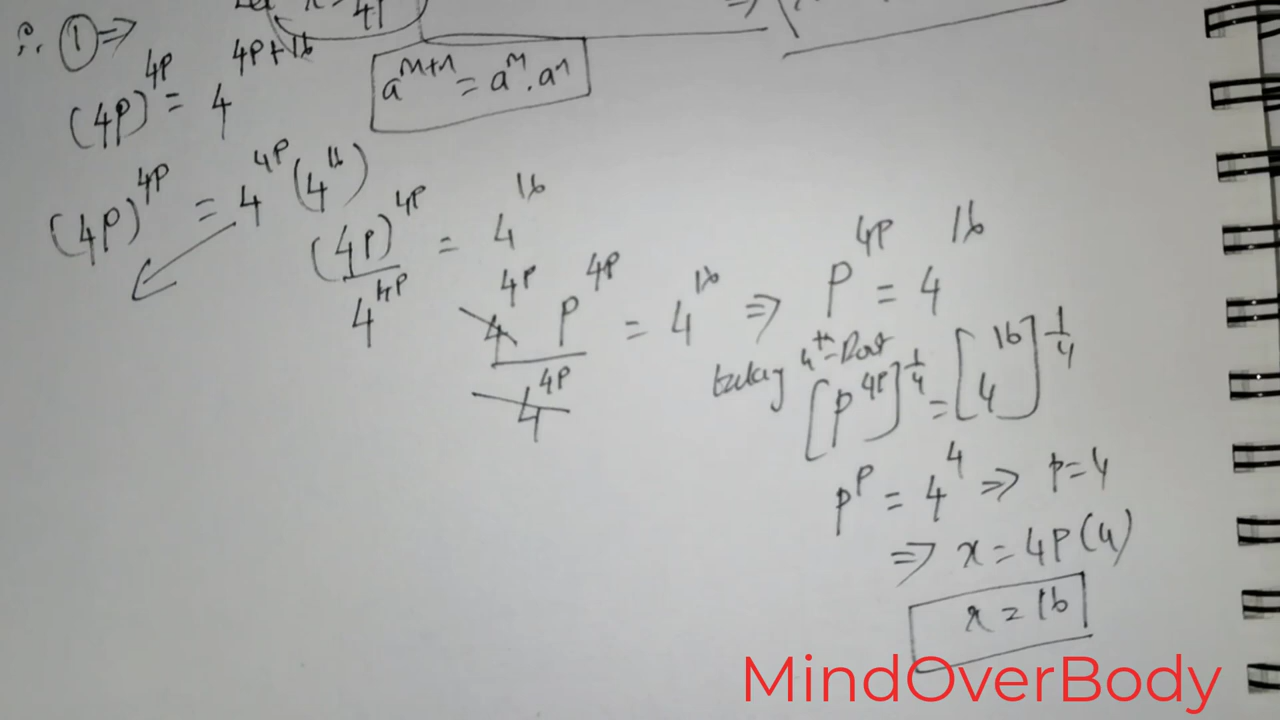 ∴ ① ⇒
(4P)^4P = 4^4P+16
a^m+n = a^m . a^n
(4P)^4P = 4^4P (4^16)
(4P)^4P / 4^4P = 4^16
4^4P P^4P / 4^4P = 4^16 ⇒ P^4P = 4^16
taking 4th Root
[P^4P]^1/4 = [4^16]^1/4
P^P = 4^4 ⇒ P=4
⇒ x = 4P(4)
x = 16
MindOverBody